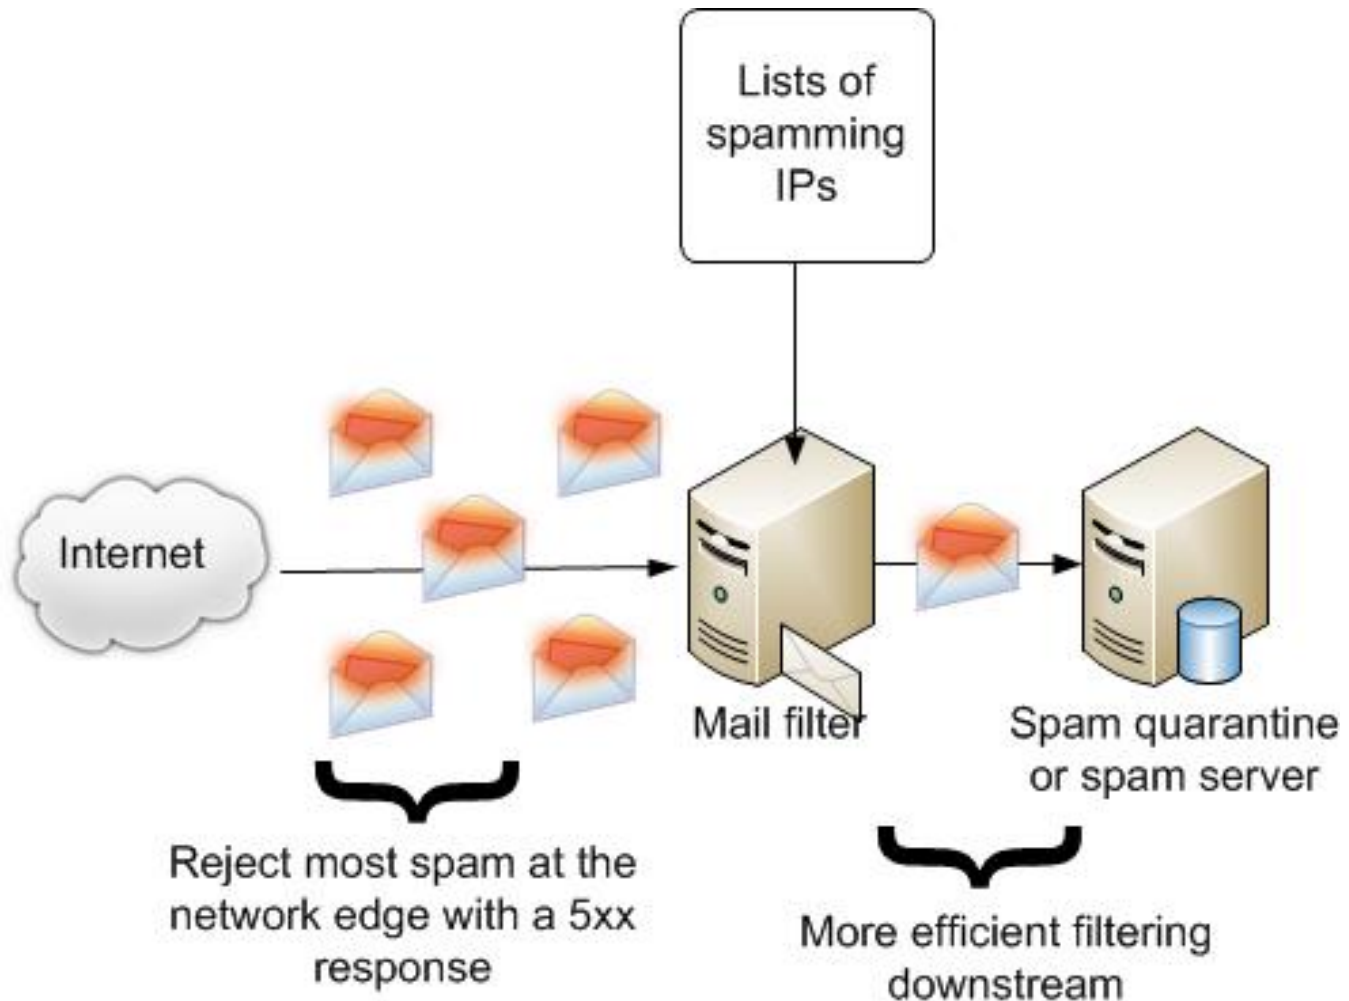 Lists of
spamming
IPs
Internet
Mail filter
Spam quarantine
or spam server
Reject most spam at the
network edge with a 5xx
response
More efficient filtering
downstream